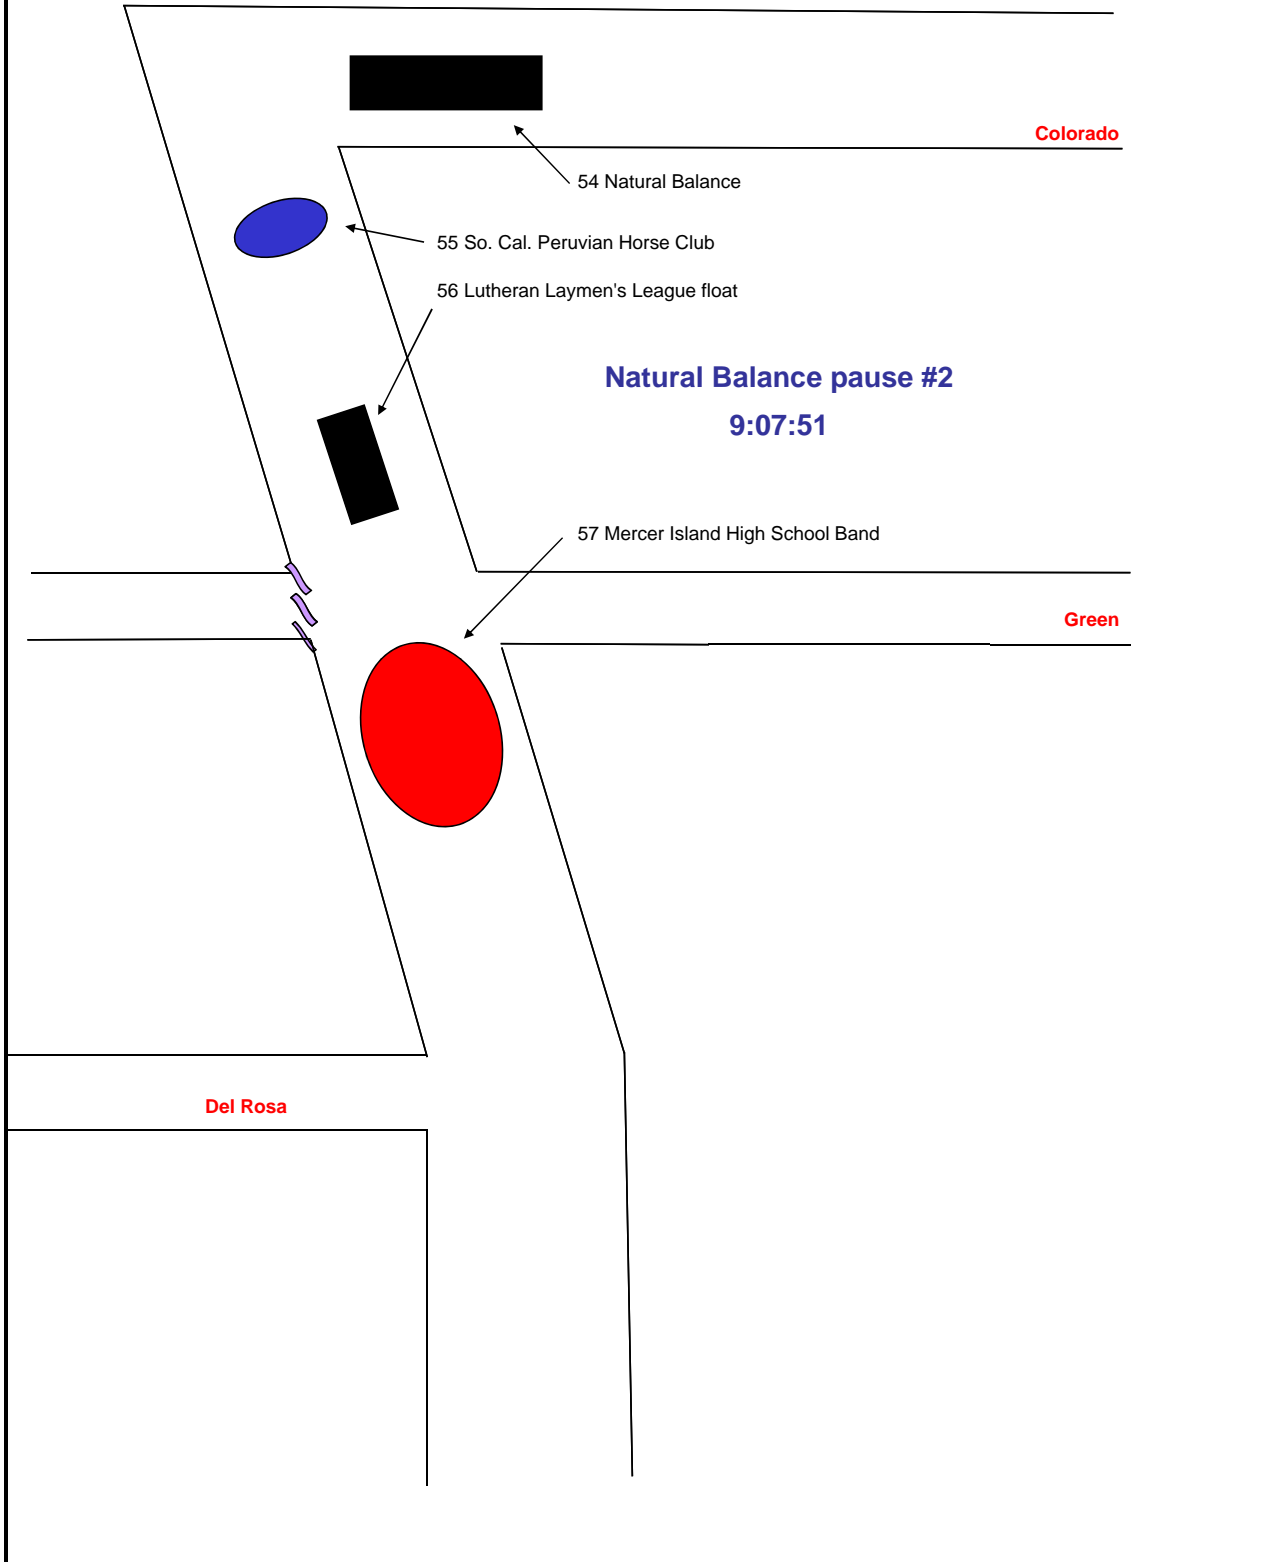 Colorado
54 Natural Balance
55 So. Cal. Peruvian Horse Club
56 Lutheran Laymen's League float
Natural Balance pause #2
9:07:51
57 Mercer Island High School Band
Green
Del Rosa